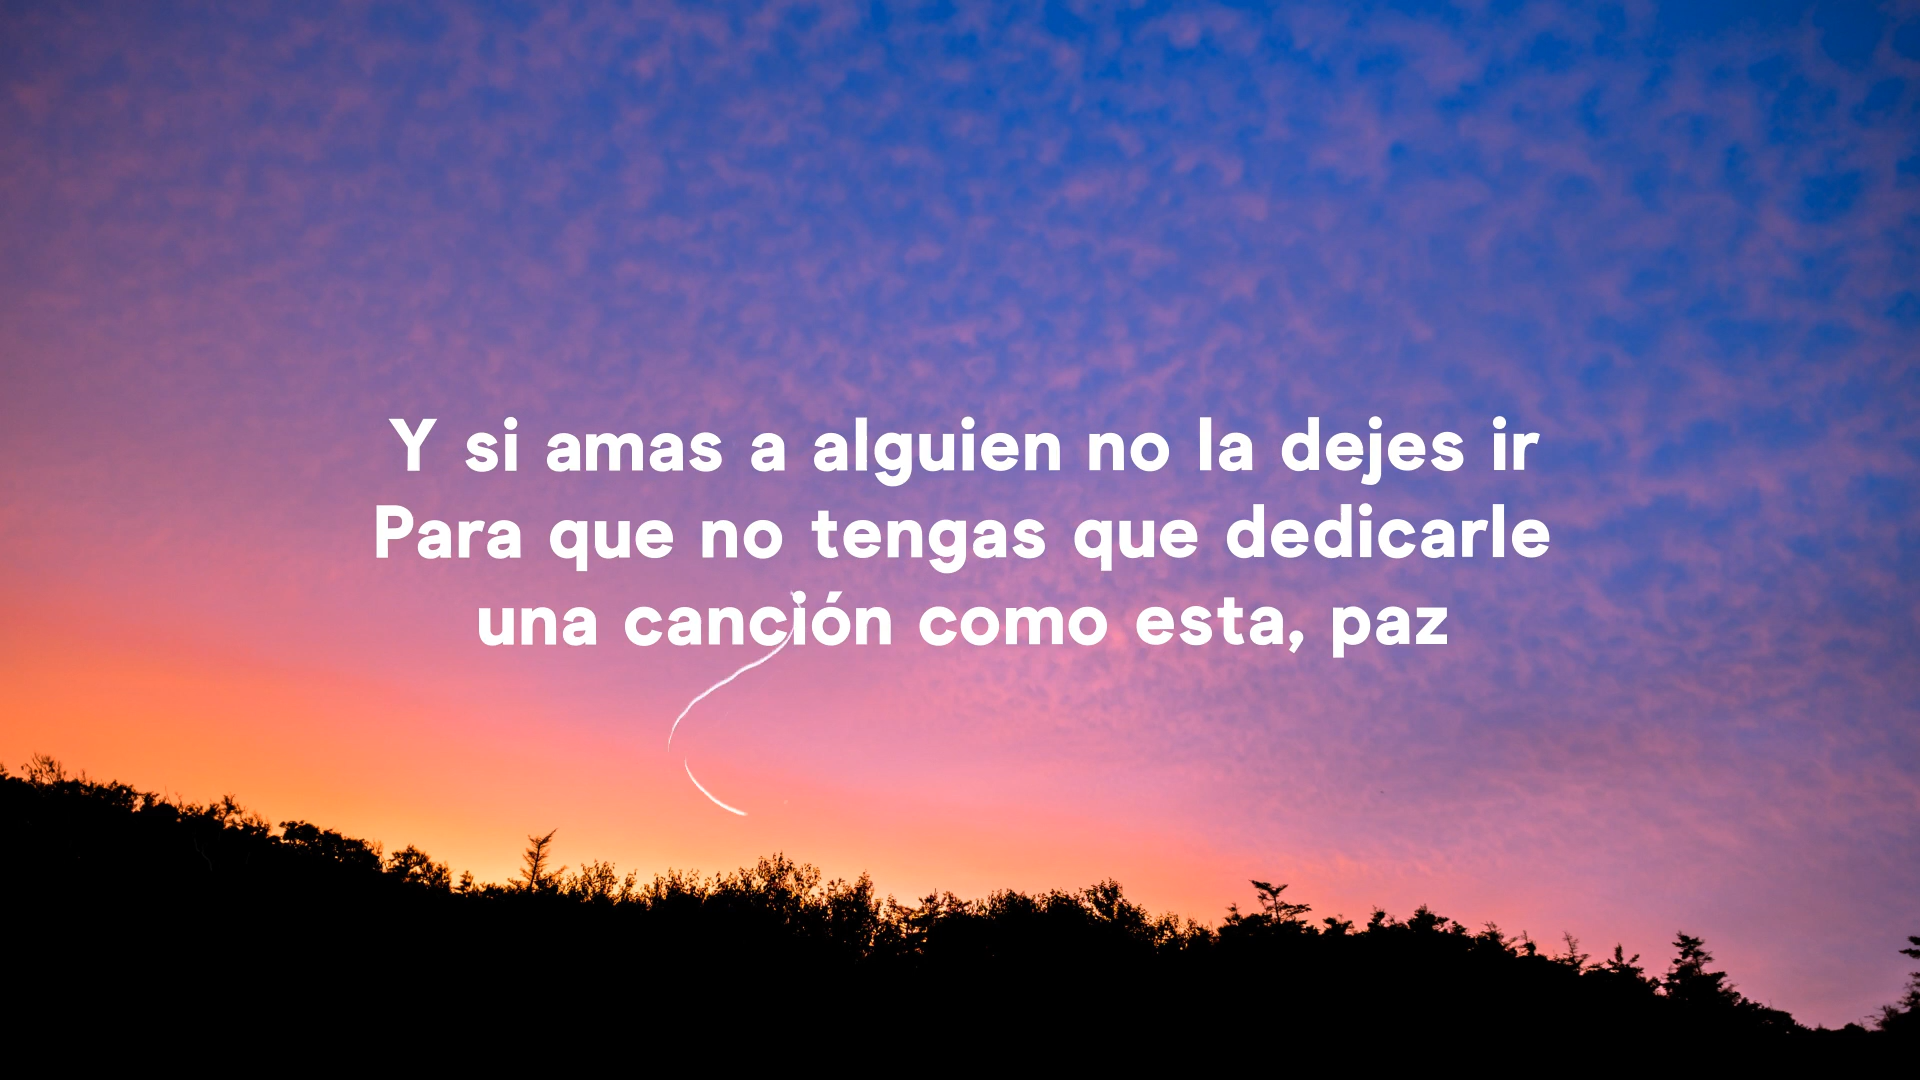 Y si amas a alguien no la dejes ir
Para que no tengas que dedicarle
una canción como esta, paz